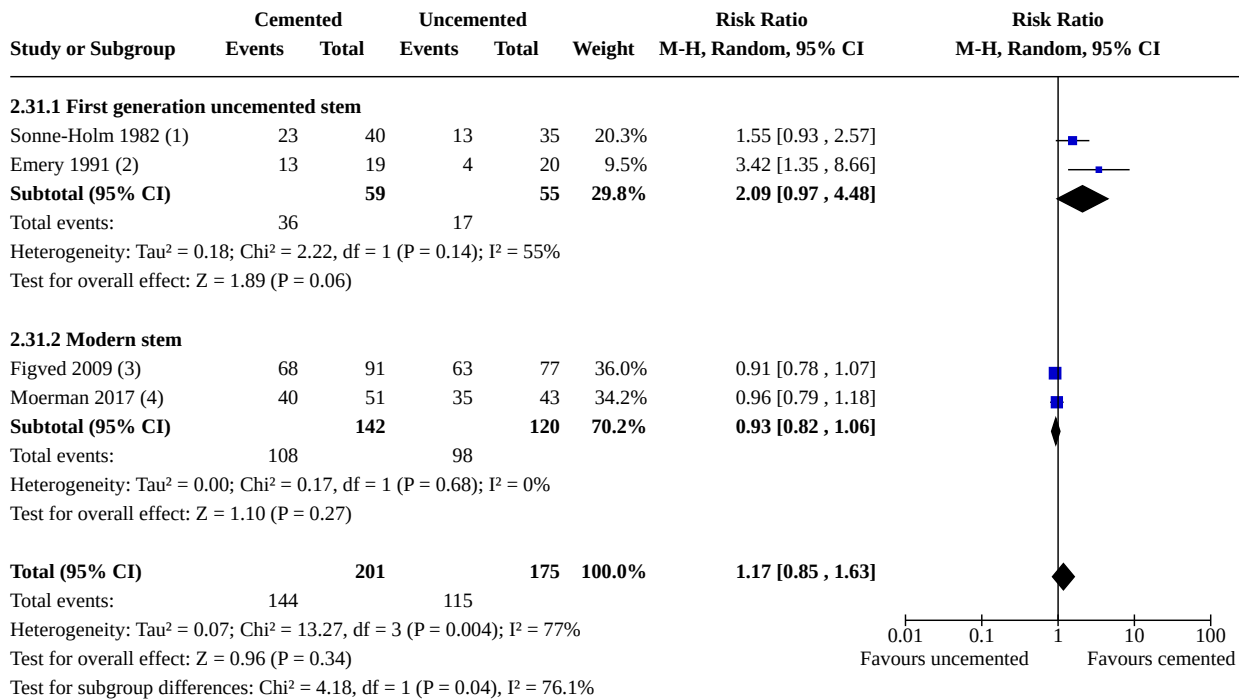 Cemented Uncemented Risk Ratio Risk Ratio
Study or Subgroup Events Total Events Total Weight M-H, Random, 95% CI M-H, Random, 95% CI
2.31.1 First generation uncemented stem
Sonne-Holm 1982 (1) 23 40 13 35 20.3% 1.55 [0.93 , 2.57]
Emery 1991 (2) 13 19 4 20 9.5% 3.42 [1.35 , 8.66]
Subtotal (95% CI) 59 55 29.8% 2.09 [0.97 , 4.48]
Total events: 36 17
Heterogeneity: Tau² = 0.18; Chi² = 2.22, df = 1 (P = 0.14); I² = 55%
Test for overall effect: Z = 1.89 (P = 0.06)
2.31.2 Modern stem
Figved 2009 (3) 68 91 63 77 36.0% 0.91 [0.78 , 1.07]
Moerman 2017 (4) 40 51 35 43 34.2% 0.96 [0.79 , 1.18]
Subtotal (95% CI) 142 120 70.2% 0.93 [0.82 , 1.06]
Total events: 108 98
Heterogeneity: Tau² = 0.00; Chi² = 0.17, df = 1 (P = 0.68); I² = 0%
Test for overall effect: Z = 1.10 (P = 0.27)
Total (95% CI) 201 175 100.0% 1.17 [0.85 , 1.63]
Total events: 144 115
Heterogeneity: Tau² = 0.07; Chi² = 13.27, df = 3 (P = 0.004); I² = 77%
0.01 0.1 1 10 100
Test for overall effect: Z = 0.96 (P = 0.34)
Favours uncemented Favours cemented
Test for subgroup differences: Chi² = 4.18, df = 1 (P = 0.04), I² = 76.1%